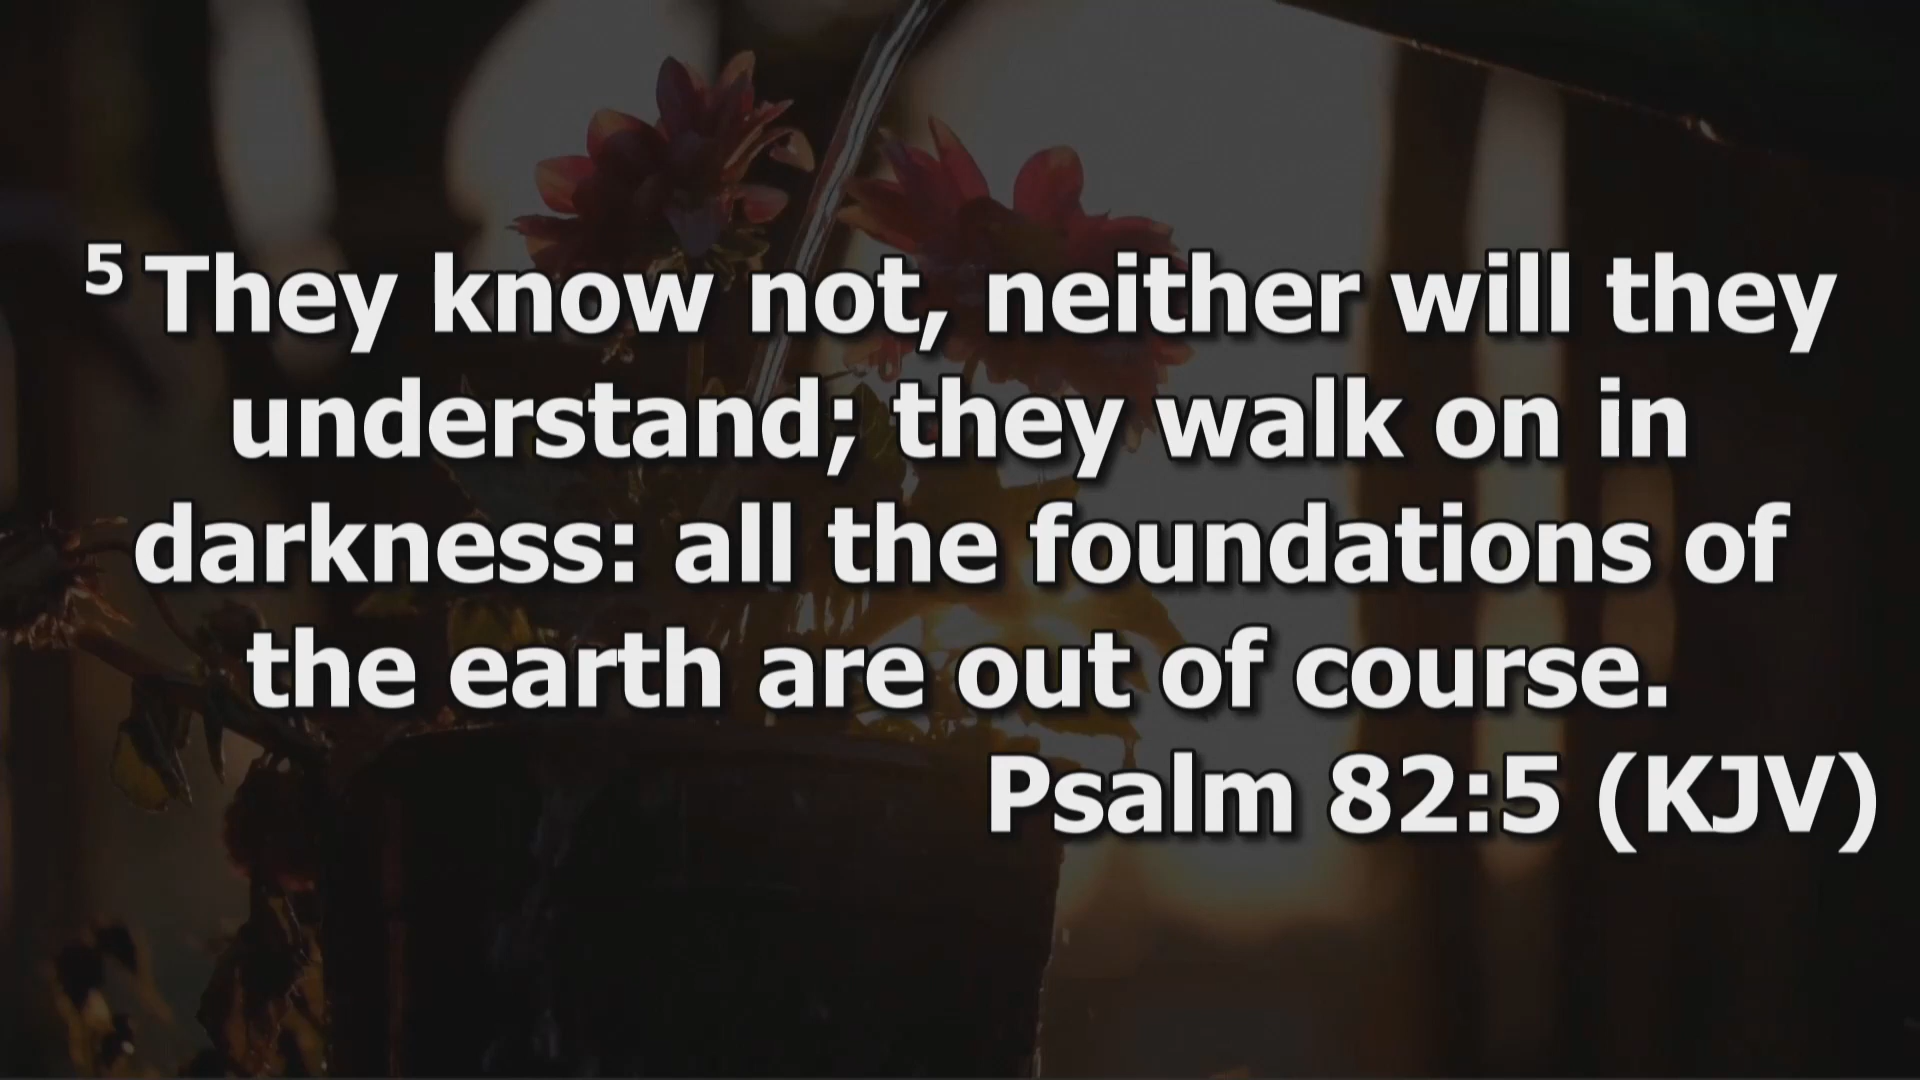 5 They know not, neither will they
understand; they walk on in
darkness: all the foundations of
the earth are out of course.
Psalm 82:5 (KJV)